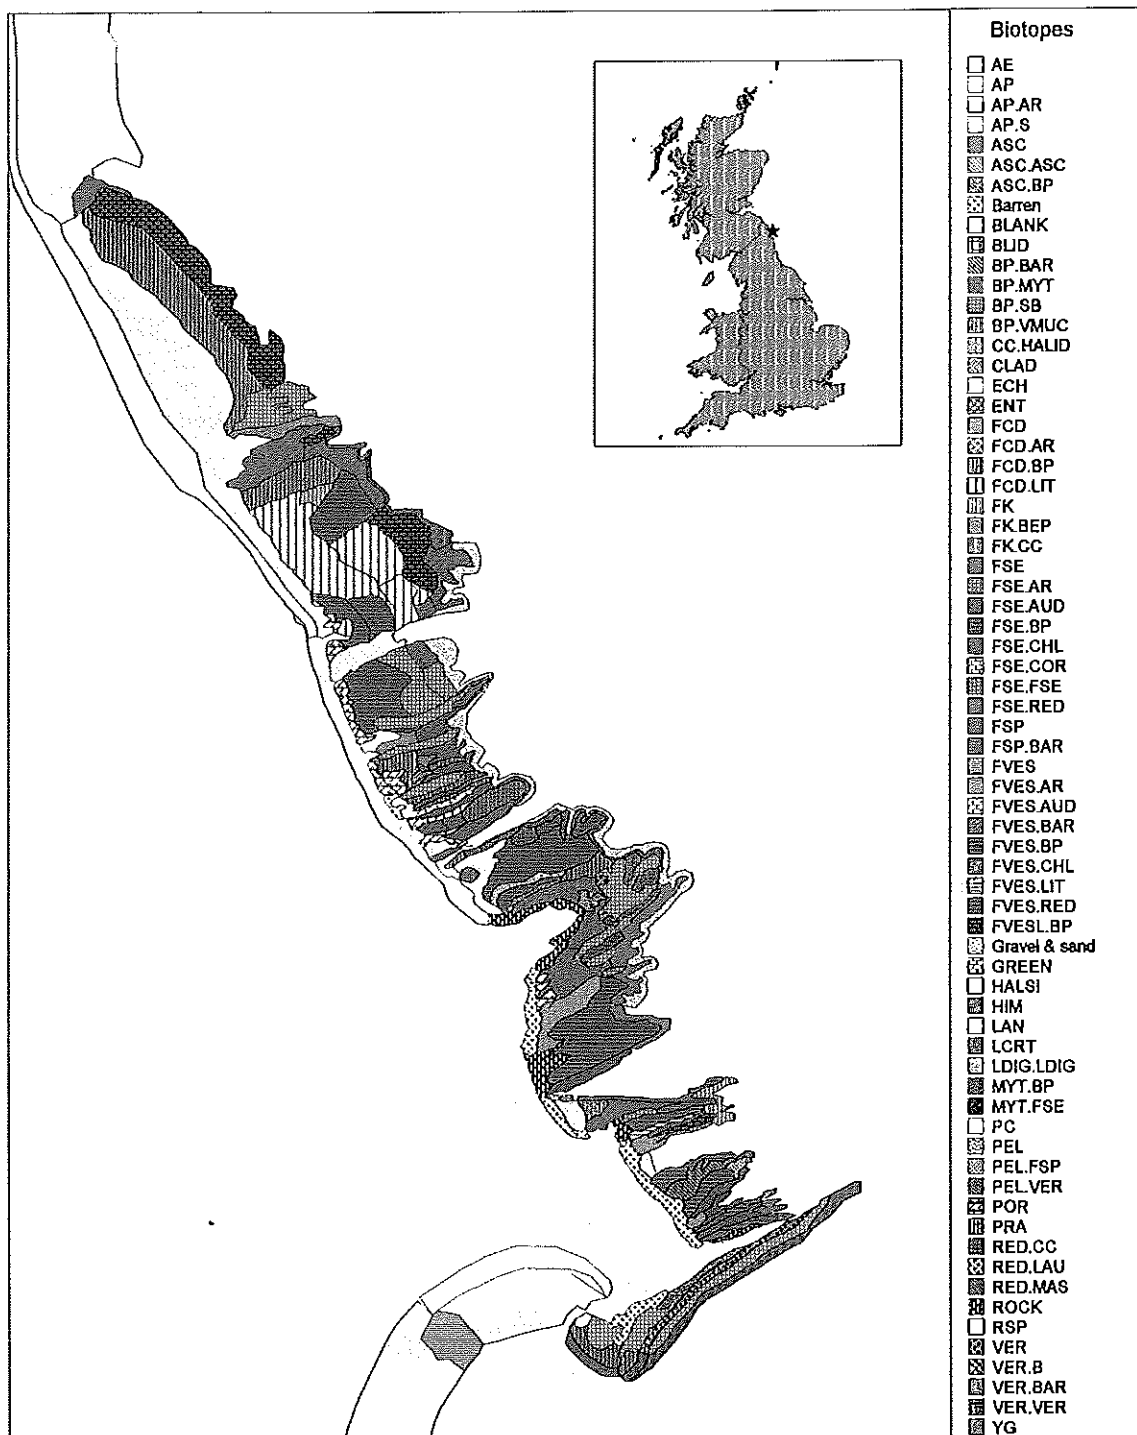 Biotopes
AE
AP
AP.AR
AP.S
ASC
ASC.ASC
ASC.BP
Barren
BLANK
BLID
BP.BAR
BP.MYT
BP.SB
BP.VMUC
CC.HALID
CLAD
ECH
ENT
FCD
FCD.AR
FCD.BP
FCD.LIT
FK
FK.BEP
FK.CC
FSE
FSE.AR
FSE.AUD
FSE.BP
FSE.CHL
FSE.COR
FSE.FSE
FSE.RED
FSP
FSP.BAR
FVES
FVES.AR
FVES.AUD
FVES.BAR
FVES.BP
FVES.CHL
FVES.LIT
FVES.RED
FVESL.BP
Gravel & sand
GREEN
HALSI
HIM
LAN
LCRT
LDIG.LDIG
MYT.BP
MYT.FSE
PC
PEL
PEL.FSP
PEL.VER
POR
PRA
RED.CC
RED.LAU
RED.MAS
ROCK
RSP
VER
VER.B
VER.BAR
VER.VER
YG